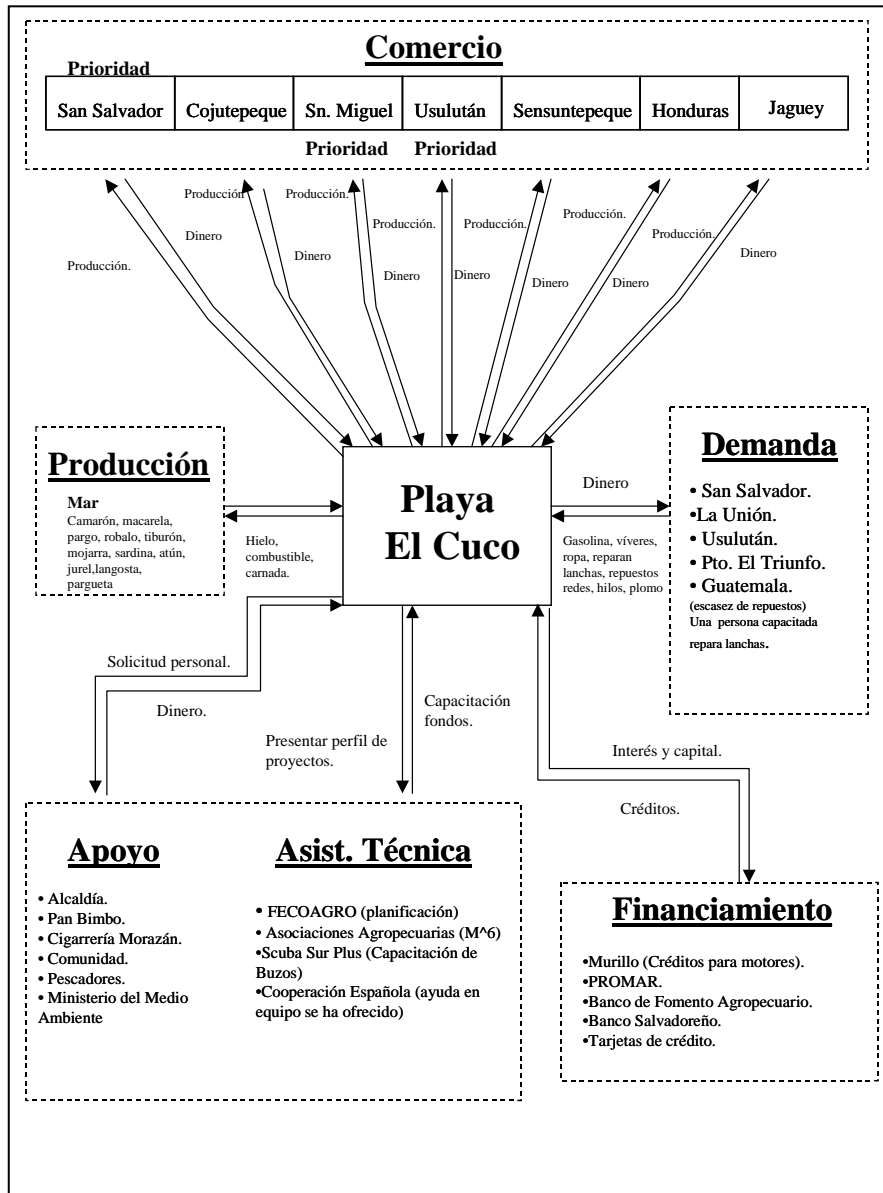 Comercio
Prioridad
San Salvador
Cojutepeque
Sn. Miguel
Usulután
Sensuntepeque
Honduras
Jaguey
Prioridad
Prioridad
Producción.
Dinero
Producción
Dinero
Producción.
Dinero
Producción.
Dinero
Producción.
Dinero
Producción.
Dinero
Producción.
Dinero
Producción
Mar
Camarón, macarela,
pargo, robalo, tiburón,
mojarra, sardina, atún,
jurel,langosta,
pargueta
Hielo,
combustible,
carnada.
Playa
El Cuco
Dinero
Gasolina, víveres,
ropa, reparan
lanchas, repuestos
redes, hilos, plomo
Demanda
• San Salvador.
•La Unión.
• Usulután.
• Pto. El Triunfo.
• Guatemala.
(escasez de repuestos)
Una persona capacitada
repara lanchas.
Solicitud personal.
Dinero.
Presentar perfil de
proyectos.
Capacitación
fondos.
Interés y capital.
Créditos.
Apoyo
• Alcaldía.
• Pan Bimbo.
• Cigarrería Morazán.
• Comunidad.
• Pescadores.
• Ministerio del Medio
Ambiente
Asist. Técnica
• FECOAGRO (planificación)
• Asociaciones Agropecuarias (M^6)
•Scuba Sur Plus (Capacitación de
Buzos)
•Cooperación Española (ayuda en
equipo se ha ofrecido)
Financiamiento
•Murillo (Créditos para motores).
•PROMAR.
•Banco de Fomento Agropecuario.
•Banco Salvadoreño.
•Tarjetas de crédito.